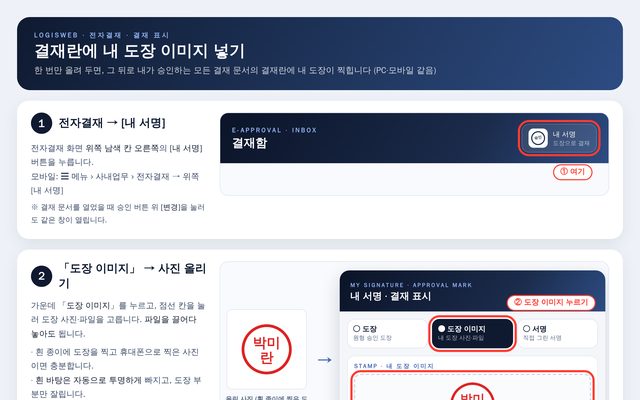 LOGISWEB · 전자결재 · 결재 표시
결재란에 내 도장 이미지 넣기
한 번만 올려 두면, 그 뒤로 내가 승인하는 모든 결재 문서의 결재란에 내 도장이 찍힙니다 (PC·모바일 같음)
1 전자결재 → [내 서명]
전자결재 화면 위쪽 남색 칸 오른쪽의 [내 서명]
버튼을 누릅니다.
모바일: ☰ 메뉴 › 사내업무 › 전자결재 → 위쪽
[내 서명]
※ 결재 문서를 열었을 때 승인 버튼 위 [변경]을 눌러
도 같은 창이 열립니다.
E-APPROVAL · INBOX
결재함
내 서명
도장으로 결재
① 여기
2 「도장 이미지」 → 사진 올리
기
가운데 「도장 이미지」를 누르고, 점선 칸을 눌
러 도장 사진·파일을 고릅니다. 파일을 끌어다
놓아도 됩니다.
· 흰 종이에 도장을 찍고 휴대폰으로 찍은 사진
이면 충분합니다.
· 흰 바탕은 자동으로 투명하게 빠지고, 도장 부
분만 잘립니다.
박미
란
→
MY SIGNATURE · APPROVAL MARK
내 서명 · 결재 표시
② 도장 이미지 누르기
도장
원형 승인 도장
도장 이미지
내 도장 사진·파일
서명
직접 그린 서명
STAMP · 내 도장 이미지
박미